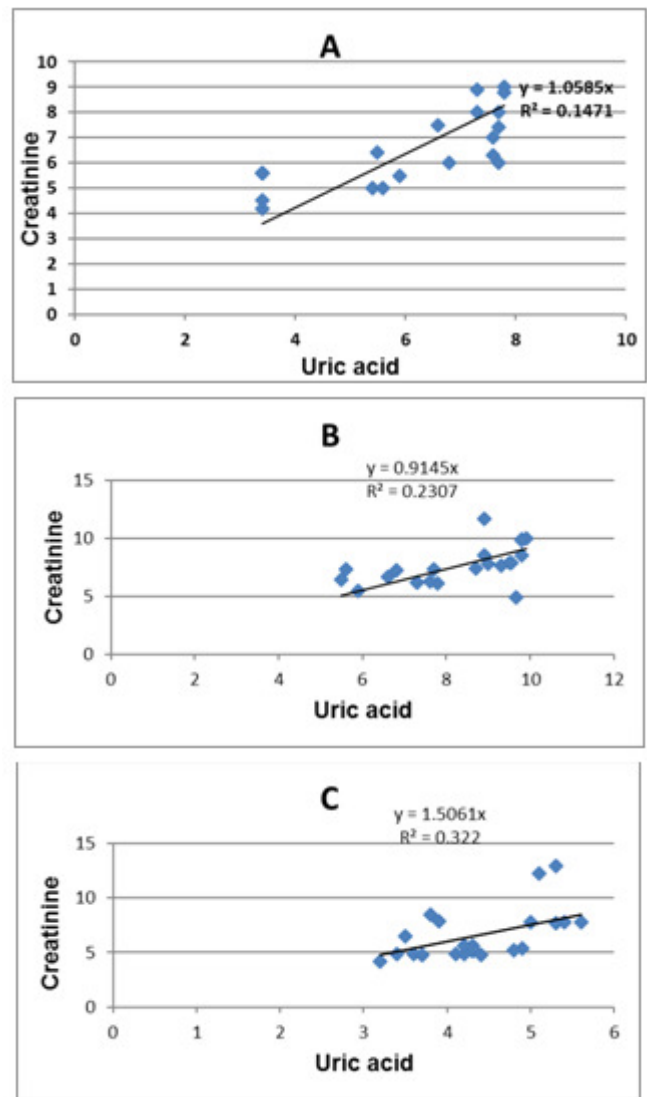 A
10
9
8
7
6
5
4
3
2
1
0
Creatinine
y = 1.0585x
R² = 0.1471
0 2 4 6 8 10
Uric acid
B
y = 0.9145x
R² = 0.2307
15
10
5
0
Creatinine
0 2 4 6 8 10 12
Uric acid
C
y = 1.5061x
R² = 0.322
15
10
5
0
Creatinine
0 1 2 3 4 5 6
Uric acid